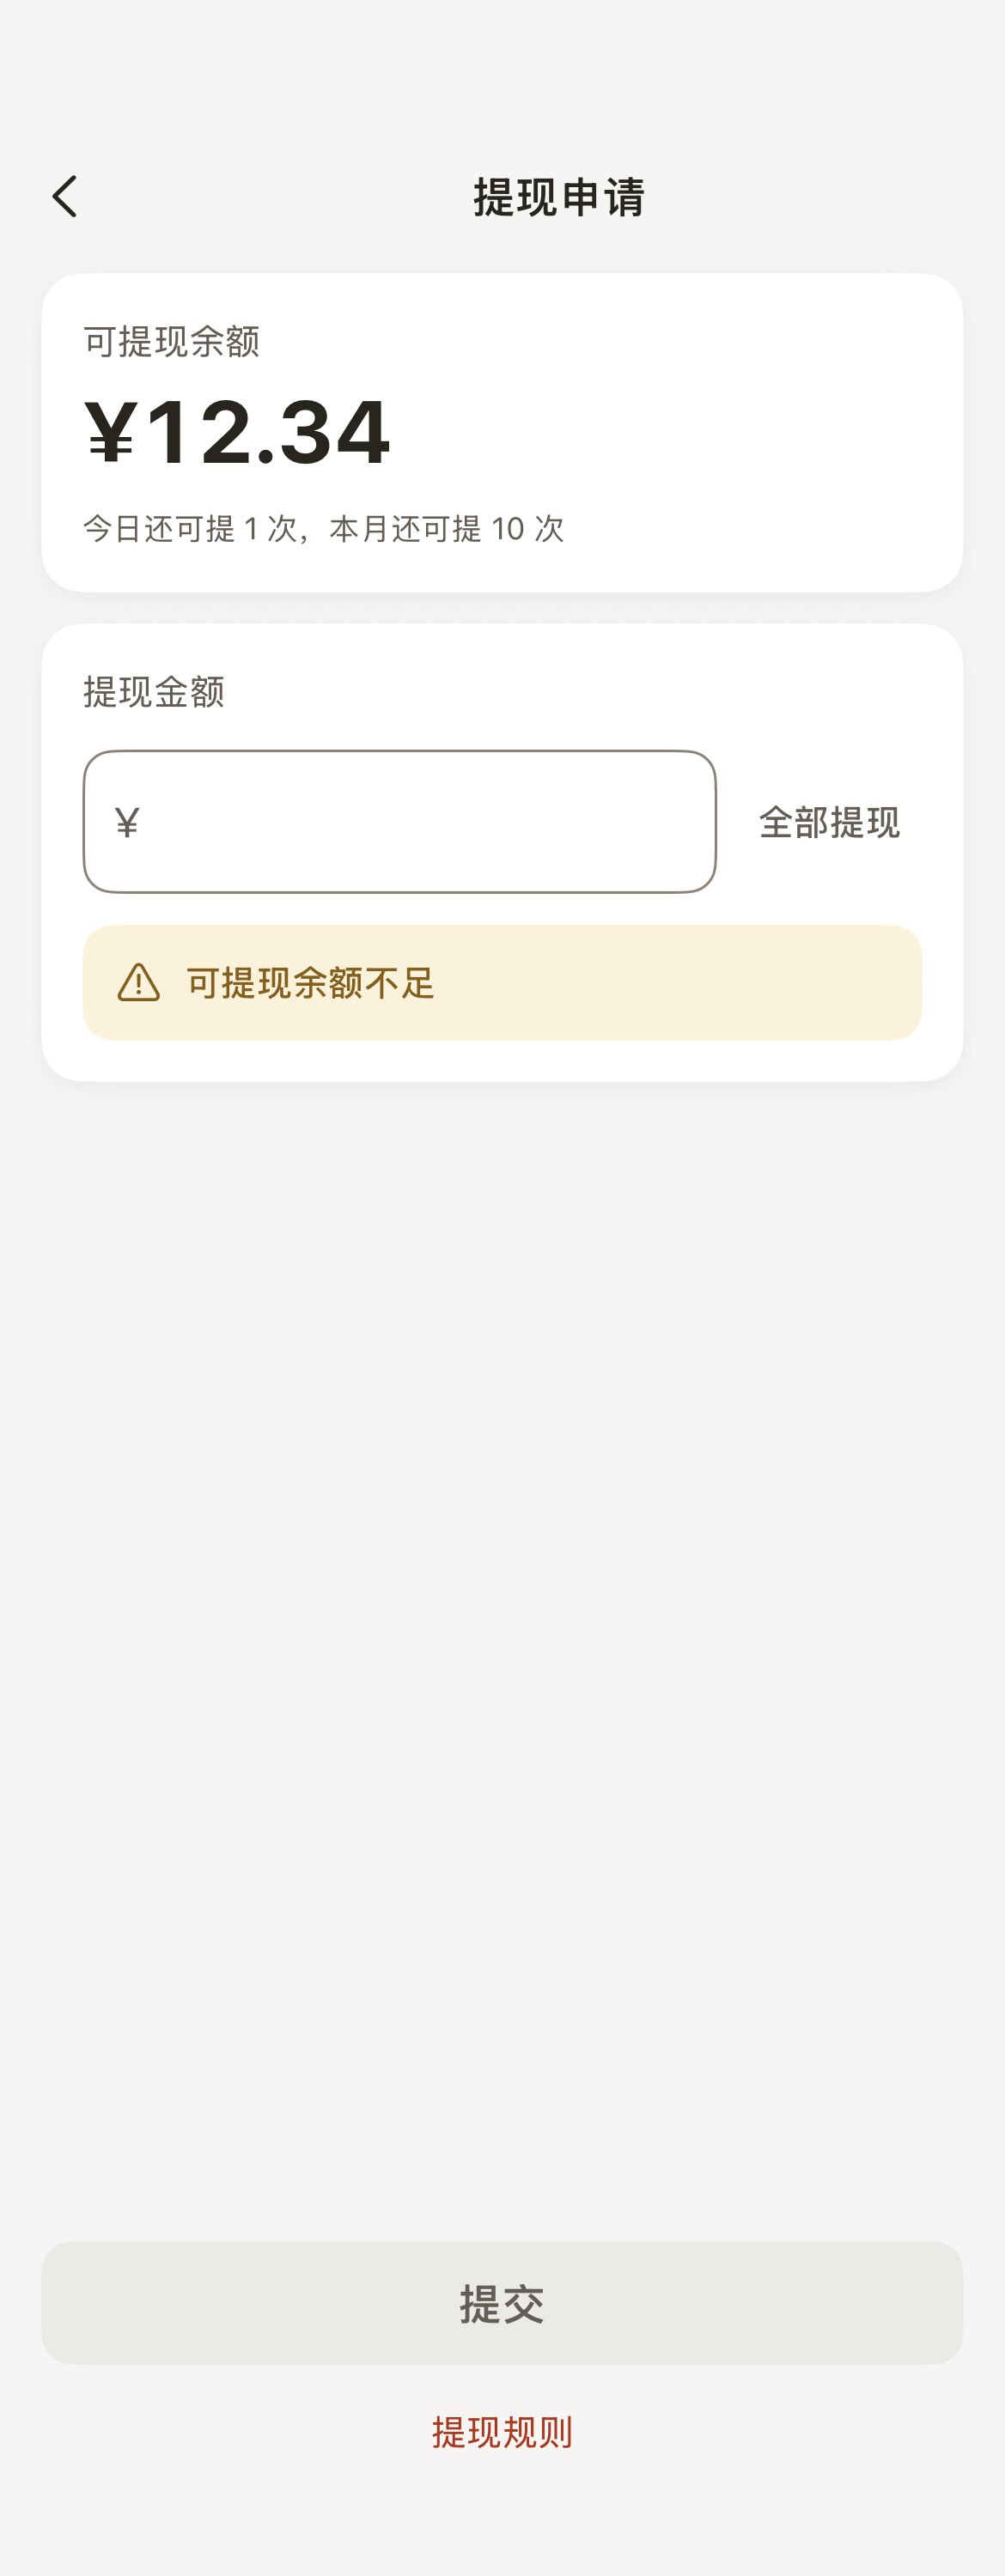 提现申请
可提现余额
¥12.34
今日还可提 1 次，本月还可提 10 次
提现金额
¥
全部提现
可提现余额不足
提交
提现规则